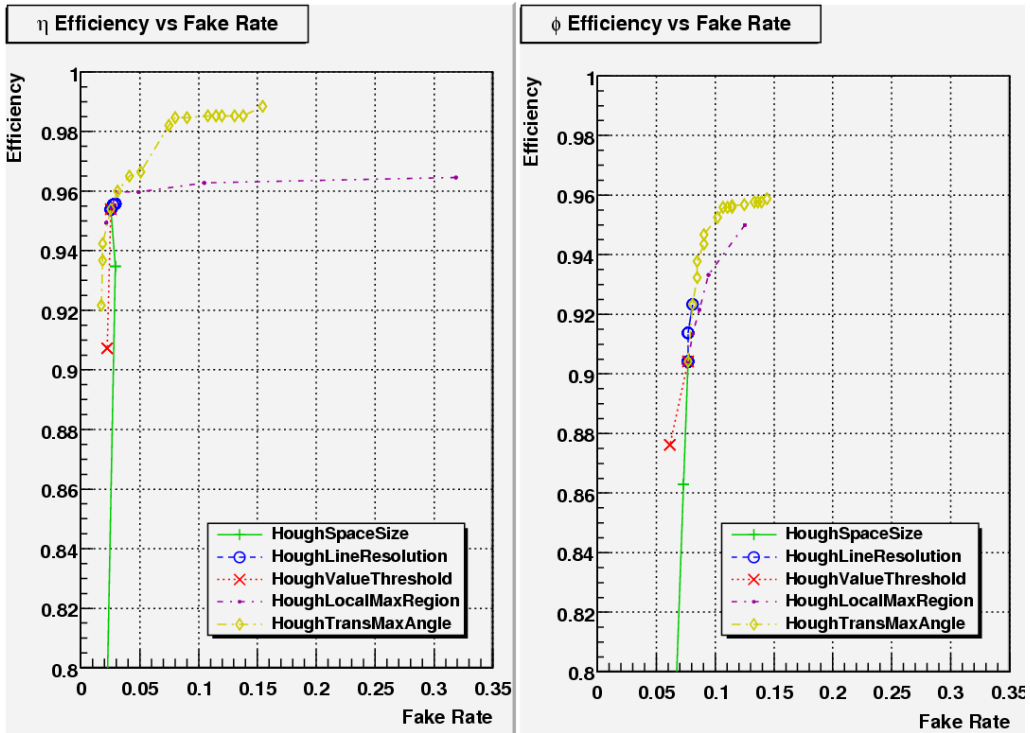 η Efficiency vs Fake Rate
Efficiency
1
0.98
0.96
0.94
0.92
0.9
0.88
0.86
0.84
0.82
0.8
HoughSpaceSize
HoughLineResolution
HoughValueThreshold
HoughLocalMaxRegion
HoughTransMaxAngle
0 0.05 0.1 0.15 0.2 0.25 0.3 0.35
Fake Rate
ϕ Efficiency vs Fake Rate
Efficiency
1
0.98
0.96
0.94
0.92
0.9
0.88
0.86
0.84
0.82
0.8
HoughSpaceSize
HoughLineResolution
HoughValueThreshold
HoughLocalMaxRegion
HoughTransMaxAngle
0 0.05 0.1 0.15 0.2 0.25 0.3 0.35
Fake Rate